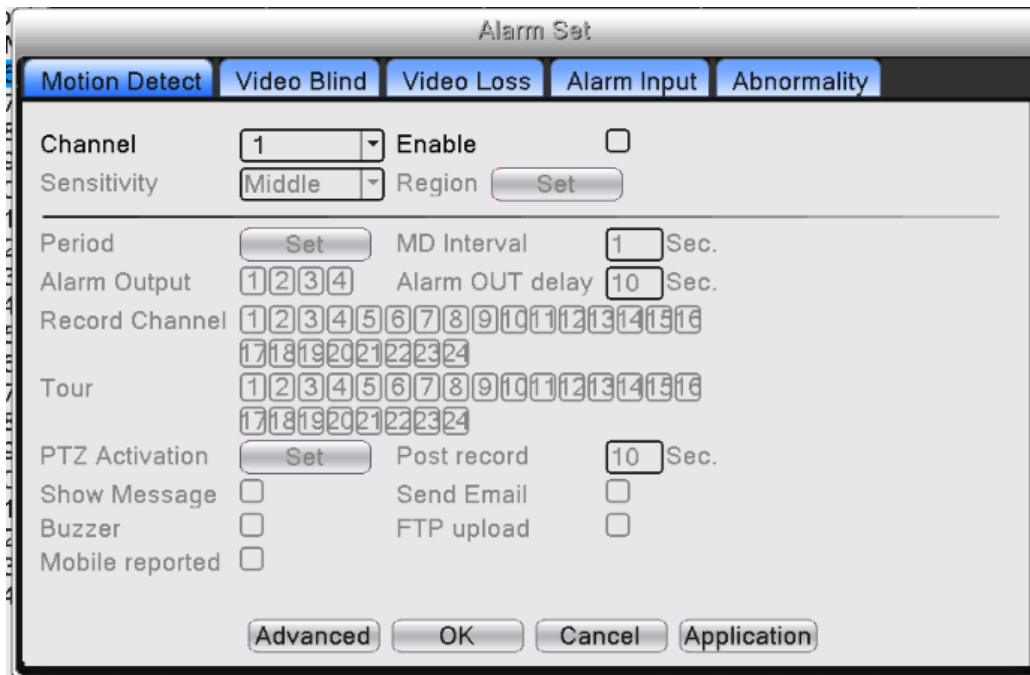 Alarm Set
Motion Detect Video Blind Video Loss Alarm Input Abnormality
Channel 1 Enable
Sensitivity Middle Region Set
Period Set MD Interval 1 Sec.
Alarm Output 1 2 3 4 Alarm OUT delay 10 Sec.
Record Channel 1 2 3 4 5 6 7 8 9 10 11 12 13 14 15 16
17 18 19 20 21 22 23 24
Tour 1 2 3 4 5 6 7 8 9 10 11 12 13 14 15 16
17 18 19 20 21 22 23 24
PTZ Activation Set Post record 10 Sec.
Show Message Send Email
Buzzer FTP upload
Mobile reported
Advanced OK Cancel Application